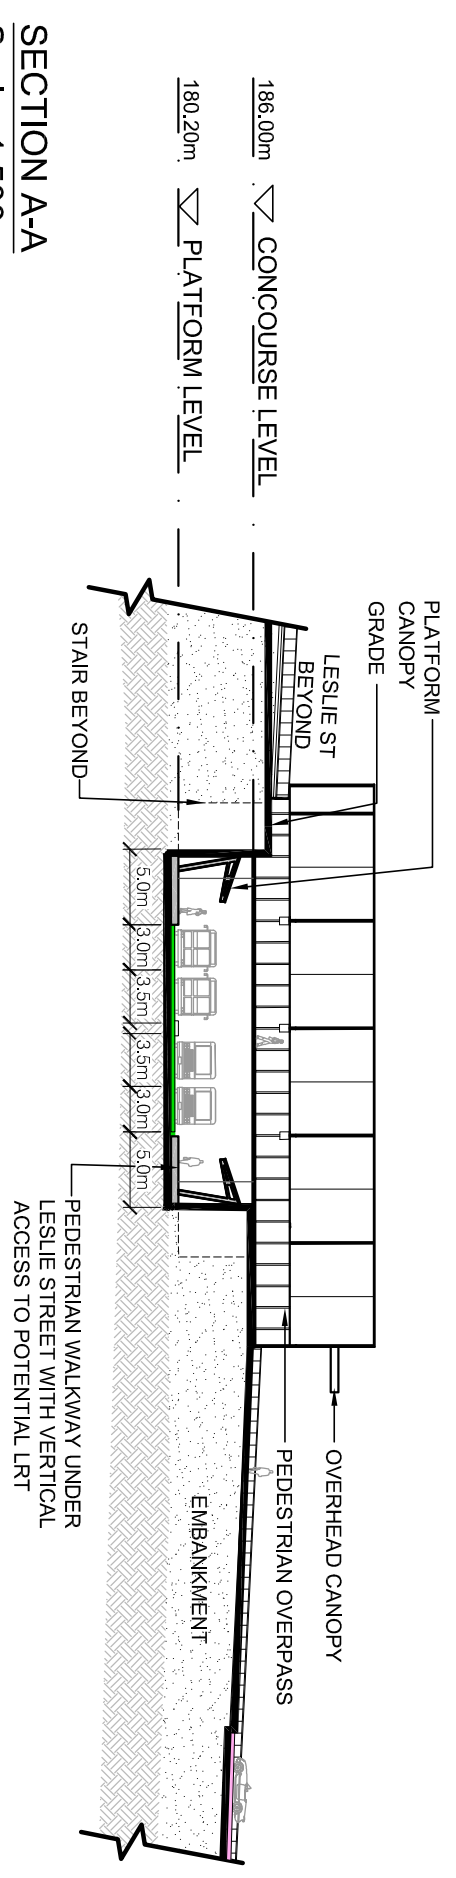 PLATFORM
CANOPY
GRADE
LESLIE ST
BEYOND
186.00m
CONCOURSE LEVEL
180.20m
PLATFORM LEVEL
STAIR BEYOND
5.0m
3.0m
3.5m
3.5m
3.0m
5.0m
OVERHEAD CANOPY
PEDESTRIAN OVERPASS
EMBANKMENT
PEDESTRIAN WALKWAY UNDER
LESLIE STREET WITH VERTICAL
ACCESS TO POTENTIAL LRT
SECTION A-A